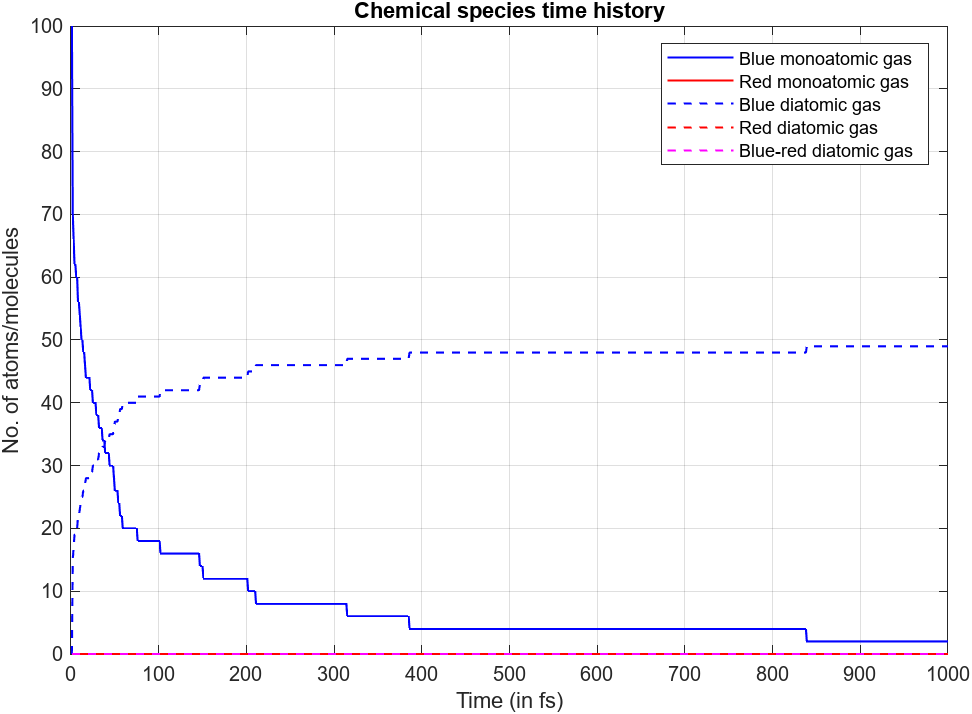 Chemical species time history
No. of atoms/molecules
100
90
80
70
60
50
40
30
20
10
0
Blue monoatomic gas
Red monoatomic gas
Blue diatomic gas
Red diatomic gas
Blue-red diatomic gas
0 100 200 300 400 500 600 700 800 900 1000
Time (in fs)